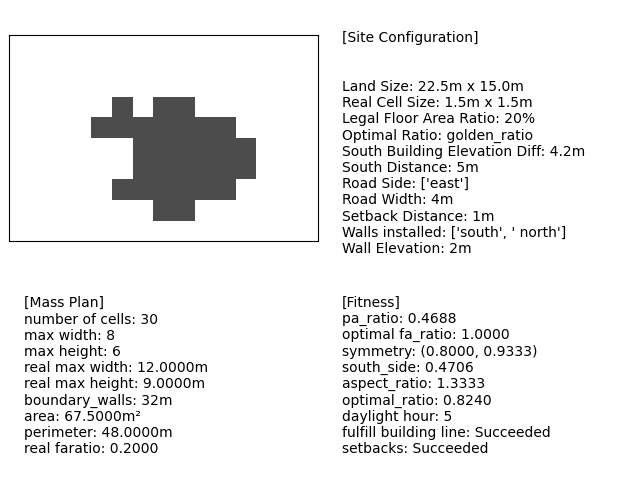 [Site Configuration]
Land Size: 22.5m x 15.0m
Real Cell Size: 1.5m x 1.5m
Legal Floor Area Ratio: 20%
Optimal Ratio: golden_ratio
South Building Elevation Diff: 4.2m
South Distance: 5m
Road Side: ['east']
Road Width: 4m
Setback Distance: 1m
Walls installed: ['south', ' north']
Wall Elevation: 2m
[Mass Plan]
number of cells: 30
max width: 8
max height: 6
real max width: 12.0000m
real max height: 9.0000m
boundary_walls: 32m
area: 67.5000m²
perimeter: 48.0000m
real faratio: 0.2000
[Fitness]
pa_ratio: 0.4688
optimal fa_ratio: 1.0000
symmetry: (0.8000, 0.9333)
south_side: 0.4706
aspect_ratio: 1.3333
optimal_ratio: 0.8240
daylight hour: 5
fulfill building line: Succeeded
setbacks: Succeeded